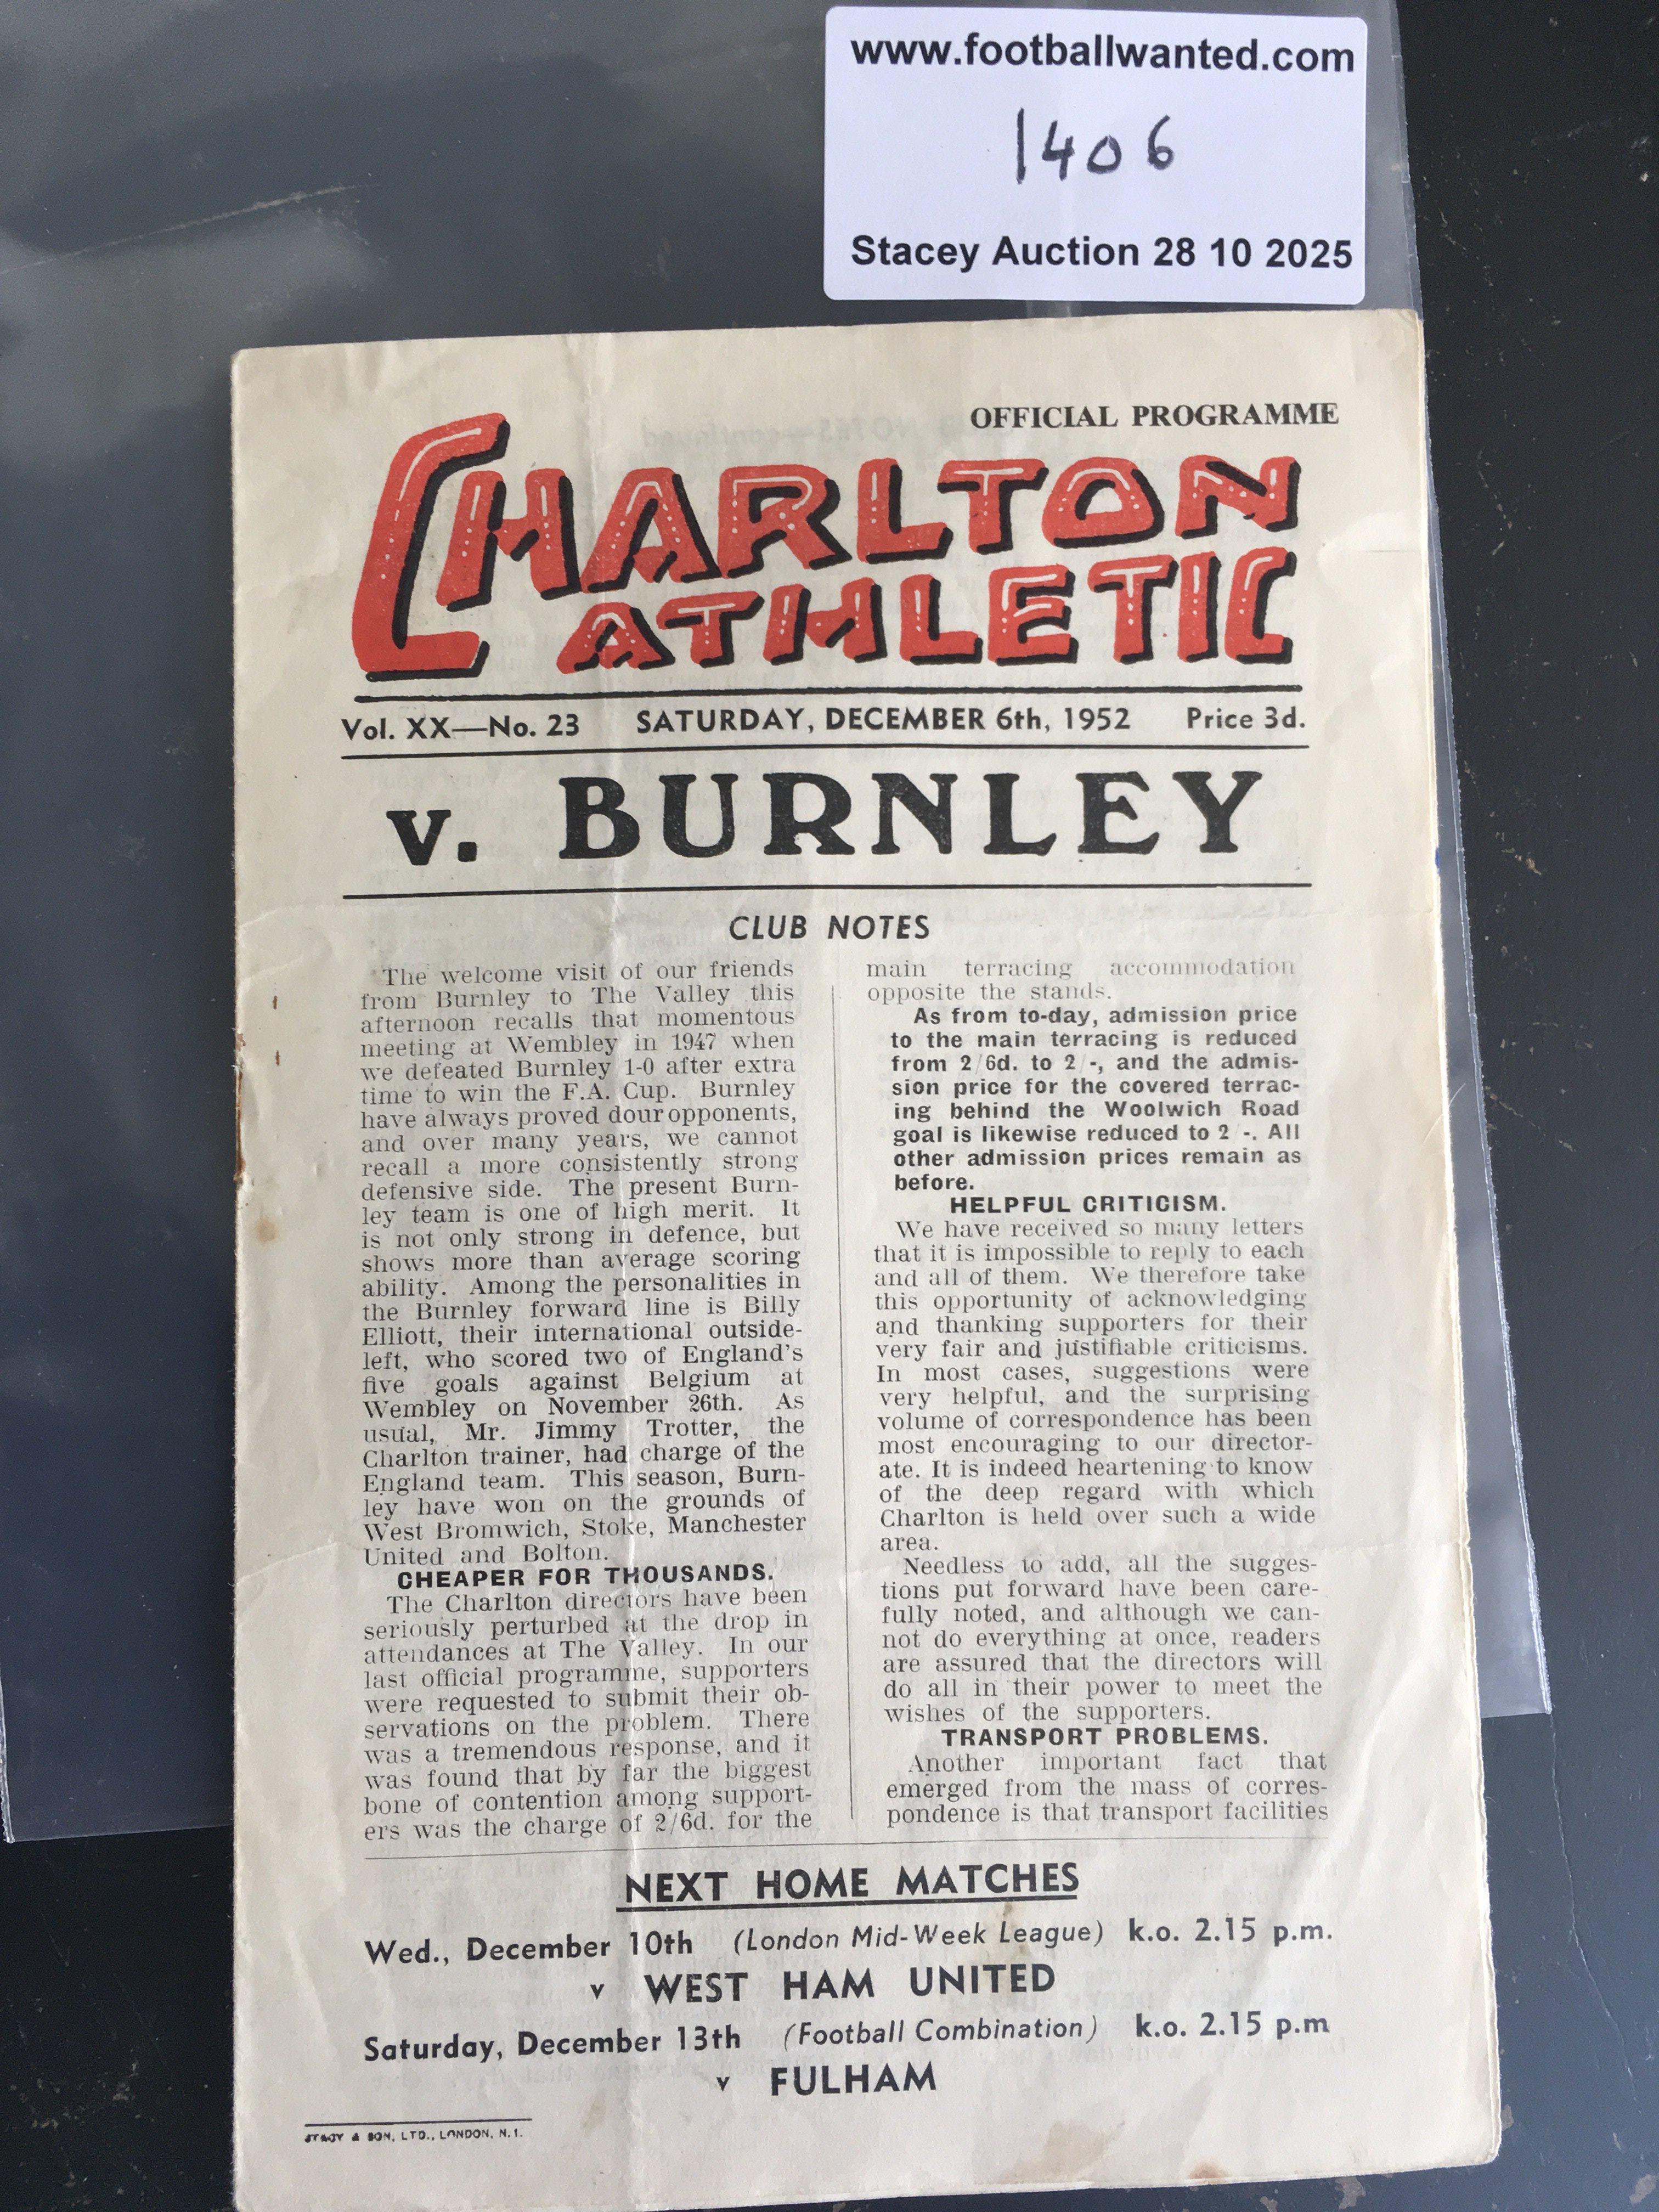 www.footballwanted.com
1406
Stacey Auction 28 10 2025
OFFICIAL PROGRAMME
CHARLTON
ATHLETIC
Vol. XX—No. 23 SATURDAY, DECEMBER 6th, 1952 Price 3d.
v. BURNLEY
CLUB NOTES
The welcome visit of our friends
from Burnley to The Valley this
afternoon recalls that momentous
meeting at Wembley in 1947 when
we defeated Burnley 1-0 after extra
time to win the F.A. Cup. Burnley
have always proved dour opponents,
and over many years, we cannot
recall a more consistently strong
defensive side. The present Burn-
ley team is one of high merit. It
is not only strong in defence, but
shows more than average scoring
ability. Among the personalities in
the Burnley forward line is Billy
Elliott, their international outside-
left, who scored two of England's
five goals against Belgium at
Wembley on November 26th. As
usual, Mr. Jimmy Trotter, the
Charlton trainer, had charge of the
England team. This season, Burn-
ley have won on the grounds of
West Bromwich, Stoke, Manchester
United and Bolton.
CHEAPER FOR THOUSANDS.
The Charlton directors have been
seriously perturbed at the drop in
attendances at The Valley. In our
last official programme, supporters
were requested to submit their ob-
servations on the problem. There
was a tremendous response, and it
was found that by far the biggest
bone of contention among support-
ers was the charge of 2/6d. for the
main terracing accommodation
opposite the stands.
As from to-day, admission price
to the main terracing is reduced
from 2/6d. to 2/-, and the admis-
sion price for the covered terrac-
ing behind the Woolwich Road
goal is likewise reduced to 2/-. All
other admission prices remain as
before.
HELPFUL CRITICISM.
We have received so many letters
that it is impossible to reply to each
and all of them. We therefore take
this opportunity of acknowledging
and thanking supporters for their
very fair and justifiable criticisms.
In most cases, suggestions were
very helpful, and the surprising
volume of correspondence has been
most encouraging to our director-
ate. It is indeed heartening to know
of the deep regard with which
Charlton is held over such a wide
area.
Needless to add, all the sugges-
tions put forward have been care-
fully noted, and although we can-
not do everything at once, readers
are assured that the directors will
do all in their power to meet the
wishes of the supporters.
TRANSPORT PROBLEMS.
Another important fact that
emerged from the mass of corres-
pondence is that transport facilities
NEXT HOME MATCHES
Wed., December 10th (London Mid-Week League) k.o. 2.15 p.m.
v WEST HAM UNITED
Saturday, December 13th (Football Combination) k.o. 2.15 p.m
v FULHAM
& SON, LTD., LONDON, N.1.